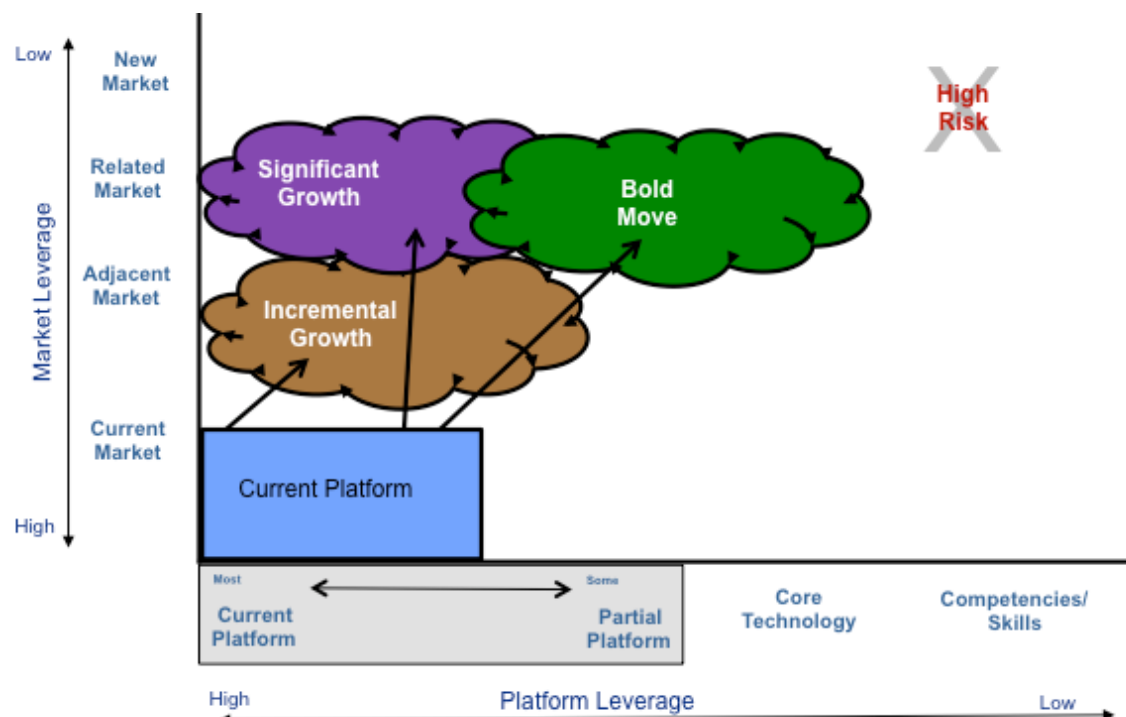 Low
New
Market
High
Risk
Related
Market
Significant
Growth
Bold
Move
Market Leverage
Adjacent
Market
Incremental
Growth
Current
Market
Current Platform
High
Most
Some
Current
Platform
Partial
Platform
Core
Technology
Competencies/
Skills
High
Platform Leverage
Low